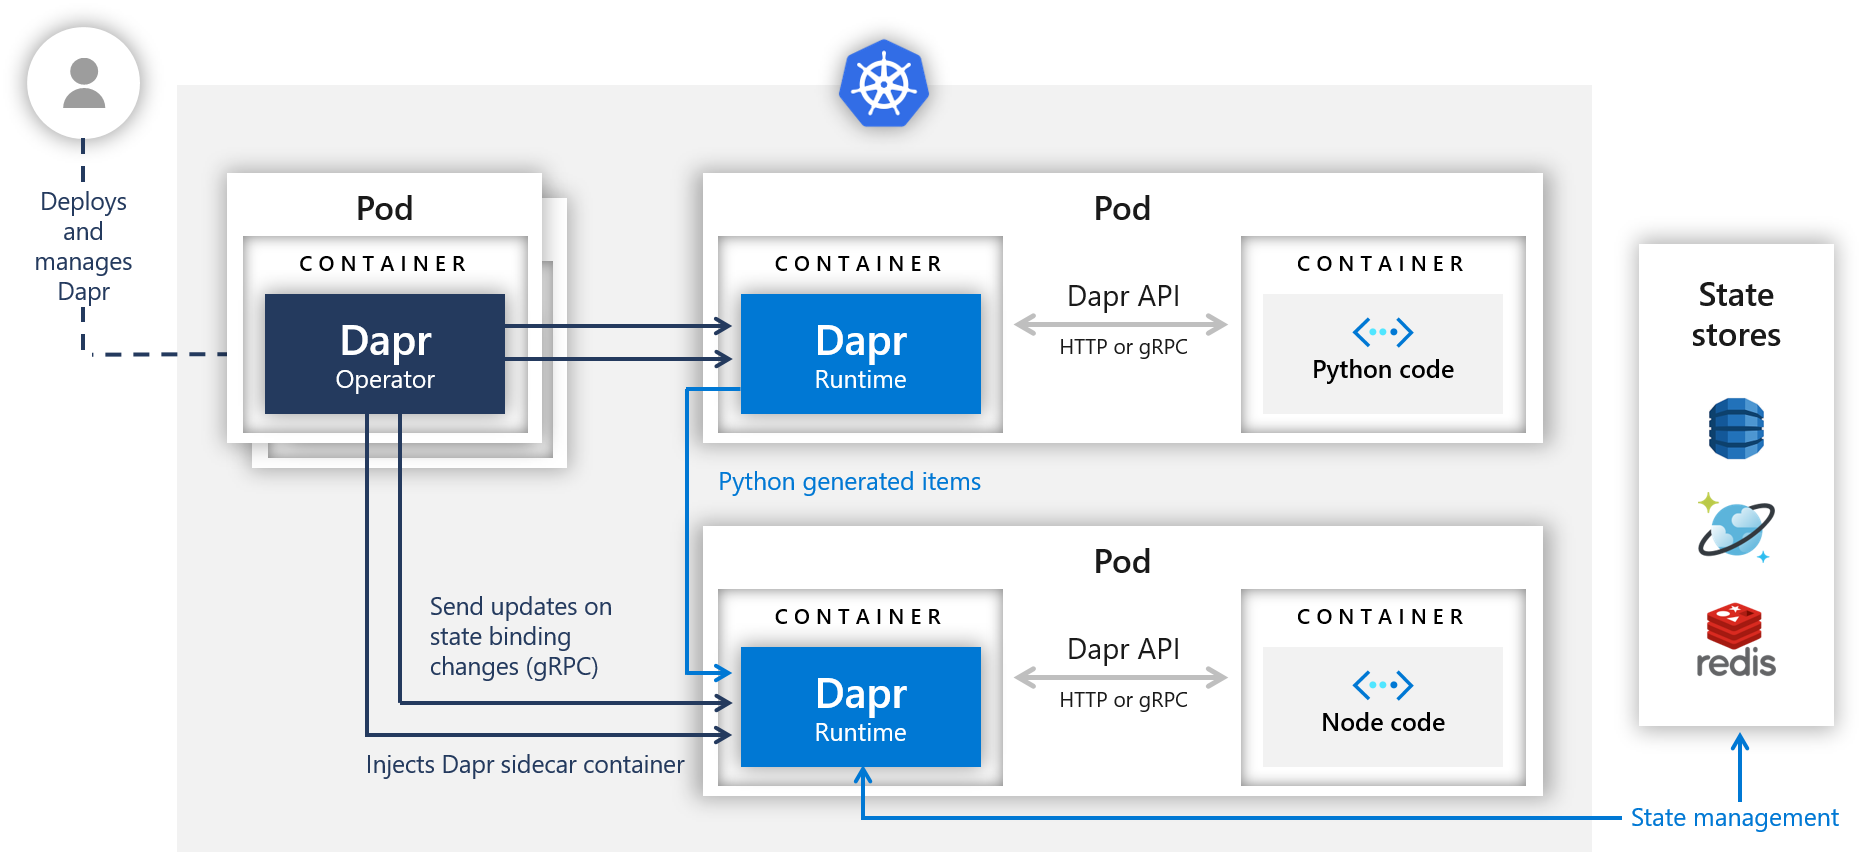 Deploys
and
manages
Dapr
Pod
CONTAINER
Dapr
Operator
Pod
CONTAINER
Dapr
Runtime
Dapr API
HTTP or gRPC
CONTAINER
Python code
Python generated items
Send updates on
state binding
changes (gRPC)
Injects Dapr sidecar container
Pod
CONTAINER
Dapr
Runtime
Dapr API
HTTP or gRPC
CONTAINER
Node code
State
stores
redis
State management